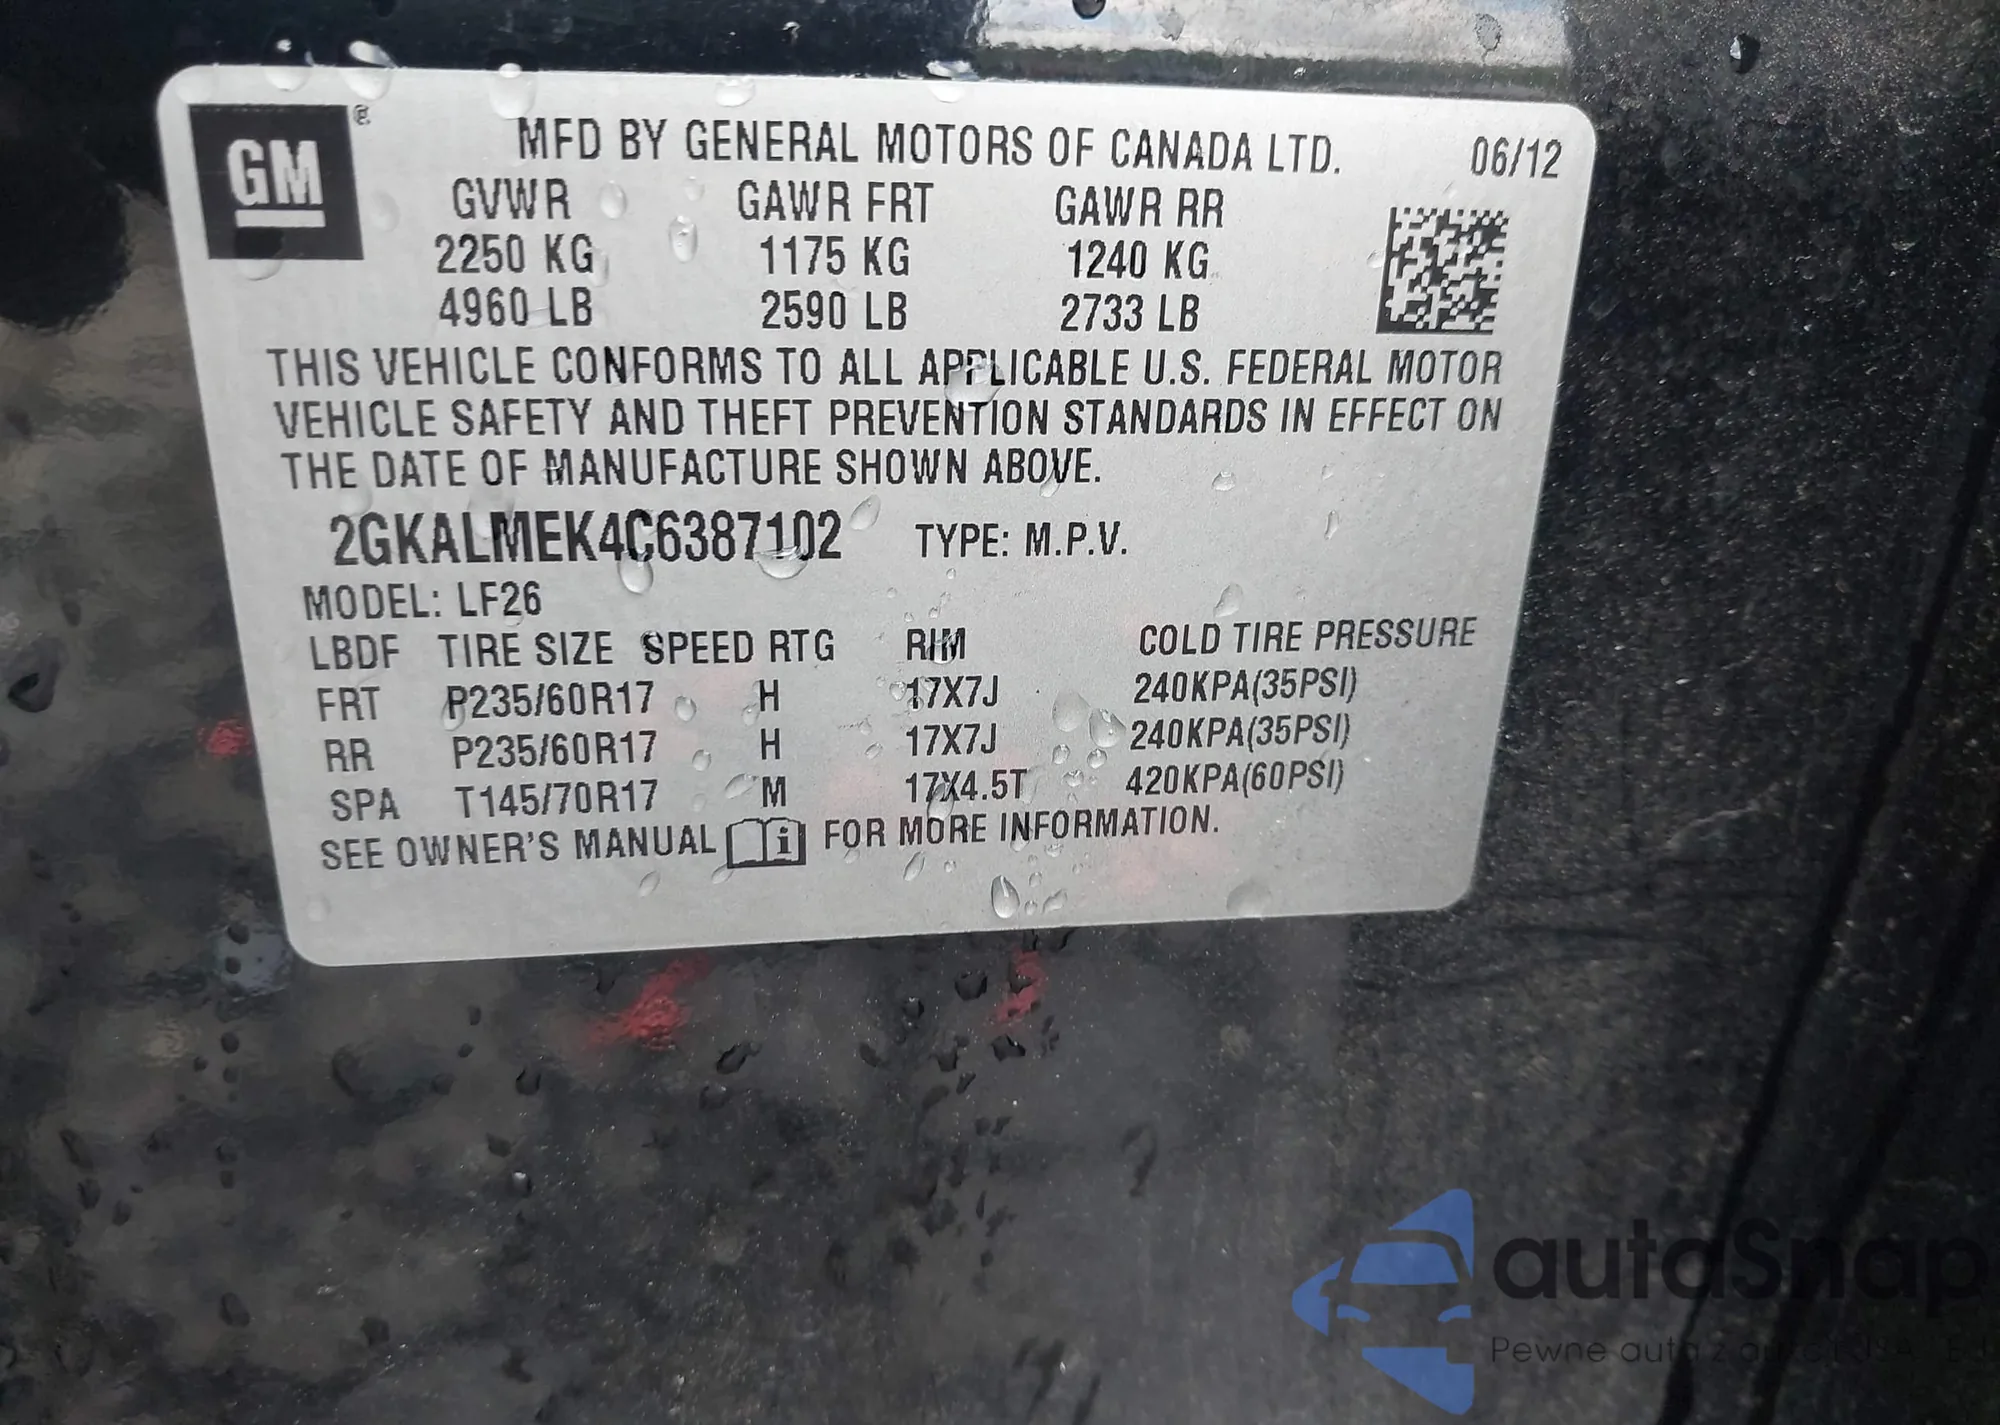 GM ®
MFD BY GENERAL MOTORS OF CANADA LTD. 06/12
GVWR GAWR FRT GAWR RR
2250 KG 1175 KG 1240 KG
4960 LB 2590 LB 2733 LB
THIS VEHICLE CONFORMS TO ALL APPLICABLE U.S. FEDERAL MOTOR
VEHICLE SAFETY AND THEFT PREVENTION STANDARDS IN EFFECT ON
THE DATE OF MANUFACTURE SHOWN ABOVE.
2GKALMEK4C6387102 TYPE: M.P.V.
MODEL: LF26
LBDF TIRE SIZE SPEED RTG RIM COLD TIRE PRESSURE
FRT P235/60R17 H 17X7J 240KPA(35PSI)
RR P235/60R17 H 17X7J 240KPA(35PSI)
SPA T145/70R17 M 17X4.5T 420KPA(60PSI)
SEE OWNER'S MANUAL i FOR MORE INFORMATION.
autoSnap
Pewne auta z